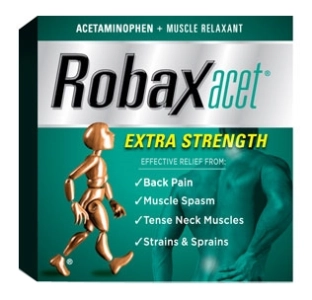 ACETAMINOPHEN + MUSCLE RELAXANT
Robaxacet®
EXTRA STRENGTH
EFFECTIVE RELIEF FROM:
✓Back Pain
✓Muscle Spasm
✓Tense Neck Muscles
✓Strains & Sprains
®